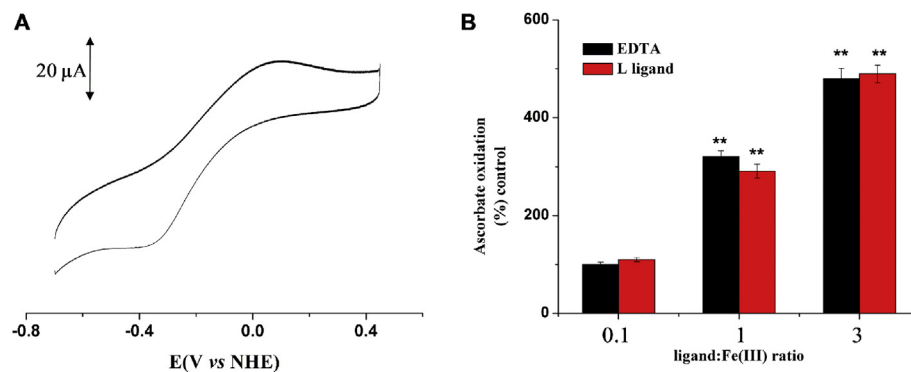 A
20 µA
-0.8
-0.4
0.0
0.4
E(V vs NHE)
B
600
400
200
0
Ascorbate oxidation
(%) control
EDTA
L ligand
**
**
**
**
0.1
1
3
ligand:Fe(III) ratio